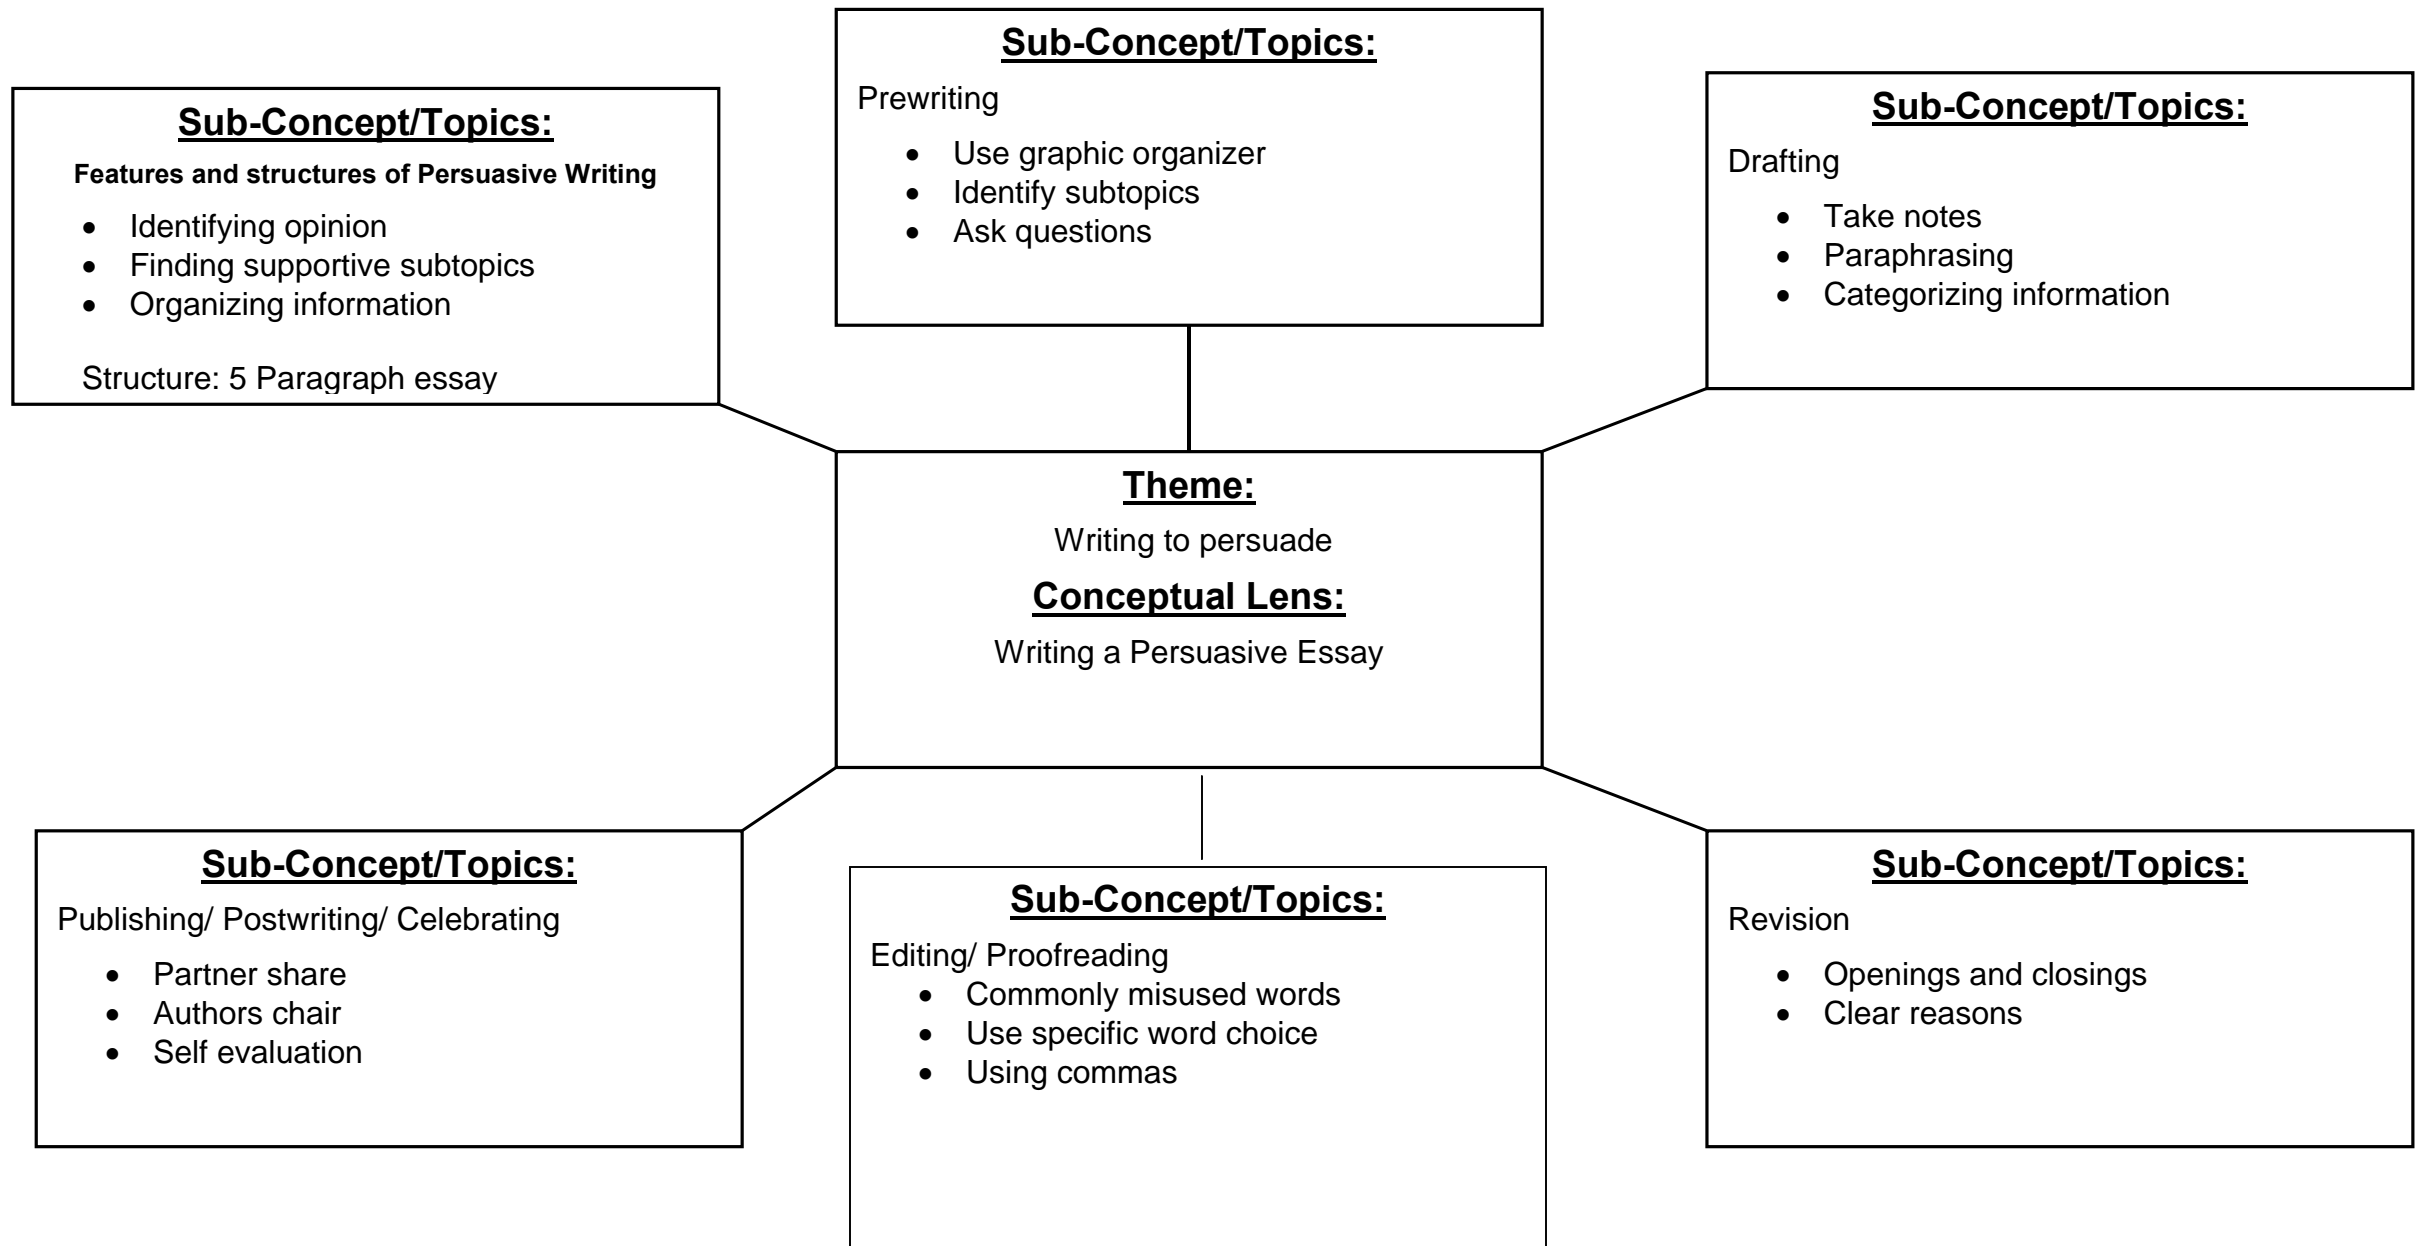 Sub-Concept/Topics:
Features and structures of Persuasive Writing
• Identifying opinion
• Finding supportive subtopics
• Organizing information
Structure: 5 Paragraph essay
Sub-Concept/Topics:
Prewriting
• Use graphic organizer
• Identify subtopics
• Ask questions
Sub-Concept/Topics:
Drafting
• Take notes
• Paraphrasing
• Categorizing information
Theme:
Writing to persuade
Conceptual Lens:
Writing a Persuasive Essay
Sub-Concept/Topics:
Publishing/ Postwriting/ Celebrating
• Partner share
• Authors chair
• Self evaluation
Sub-Concept/Topics:
Editing/ Proofreading
• Commonly misused words
• Use specific word choice
• Using commas
Sub-Concept/Topics:
Revision
• Openings and closings
• Clear reasons